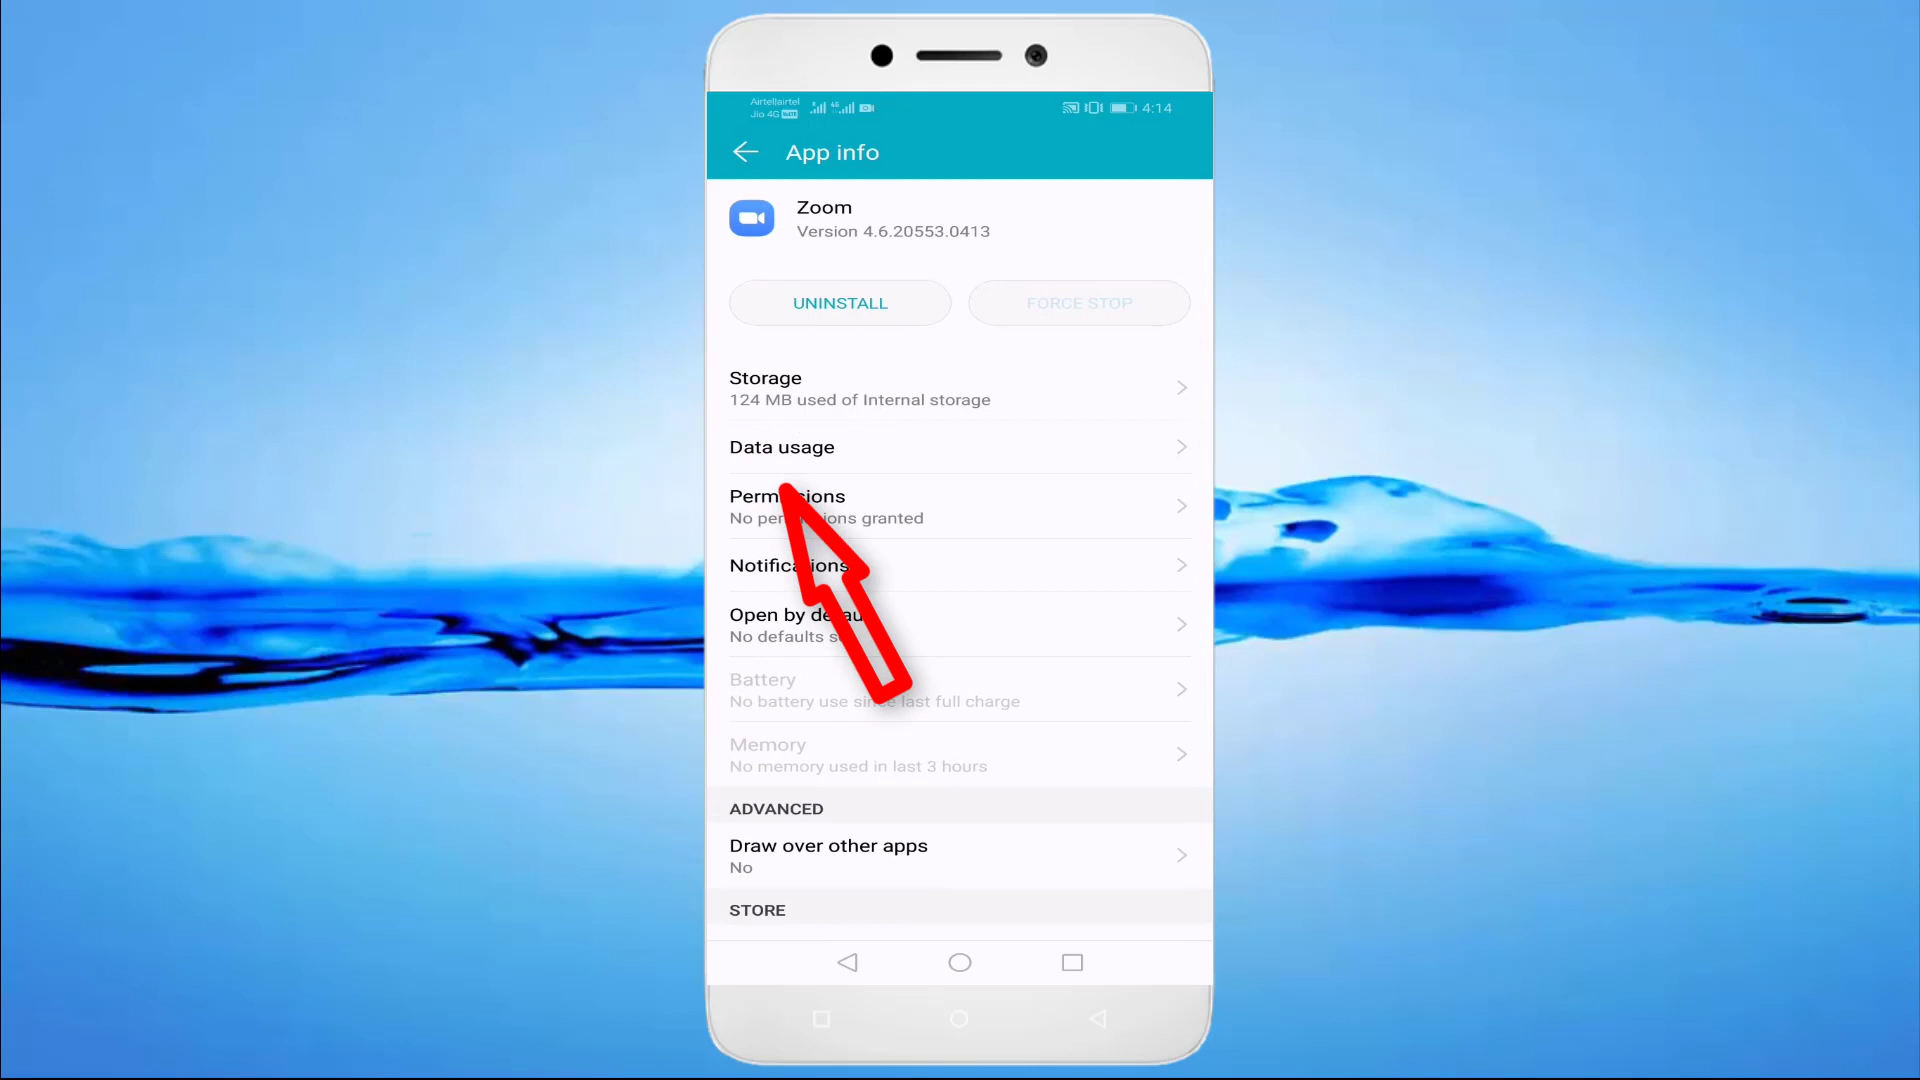 Airtel|airtel
Jio 4G VoLTE
4G
4:14
App info
Zoom
Version 4.6.20553.0413
UNINSTALL
FORCE STOP
Storage
124 MB used of Internal storage
Data usage
Permissions
No permissions granted
Notifications
Open by default
No defaults
Battery
No battery use since last full charge
Memory
No memory used in last 3 hours
ADVANCED
Draw over other apps
No
STORE